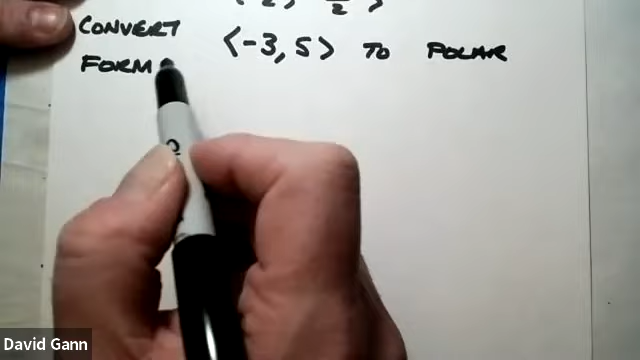 CONVERT <-3, 5> TO POLAR
FORM
David Gann